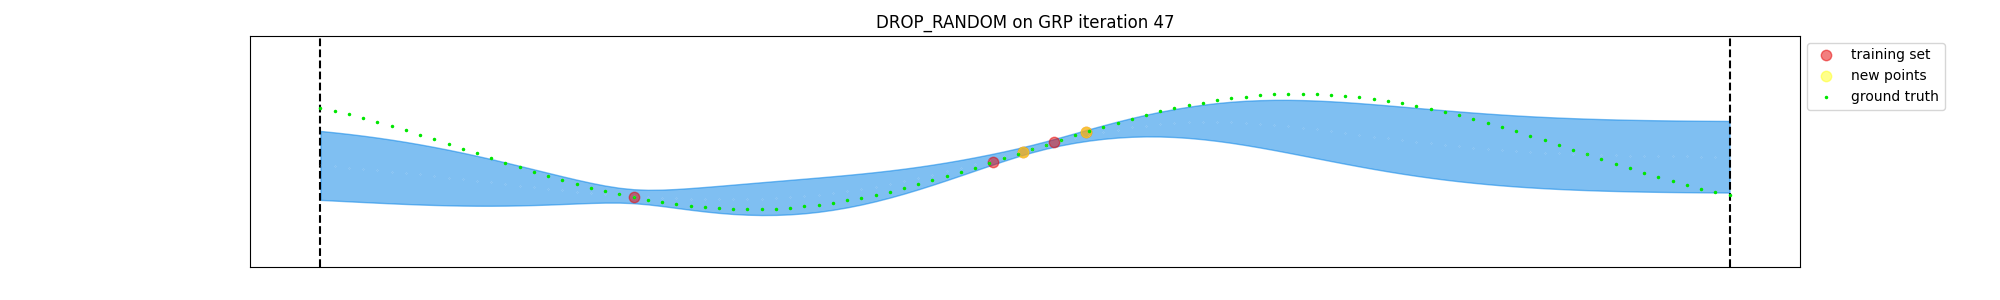 DROP_RANDOM on GRP iteration 47
training set
new points
ground truth